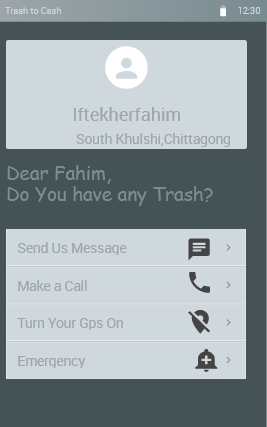 Trash to Cash 12:30
Iftekherfahim
South Khulshi,Chittagong
Dear Fahim,
Do You have any Trash?
Send Us Message
Make a Call
Turn Your Gps On
Emergency